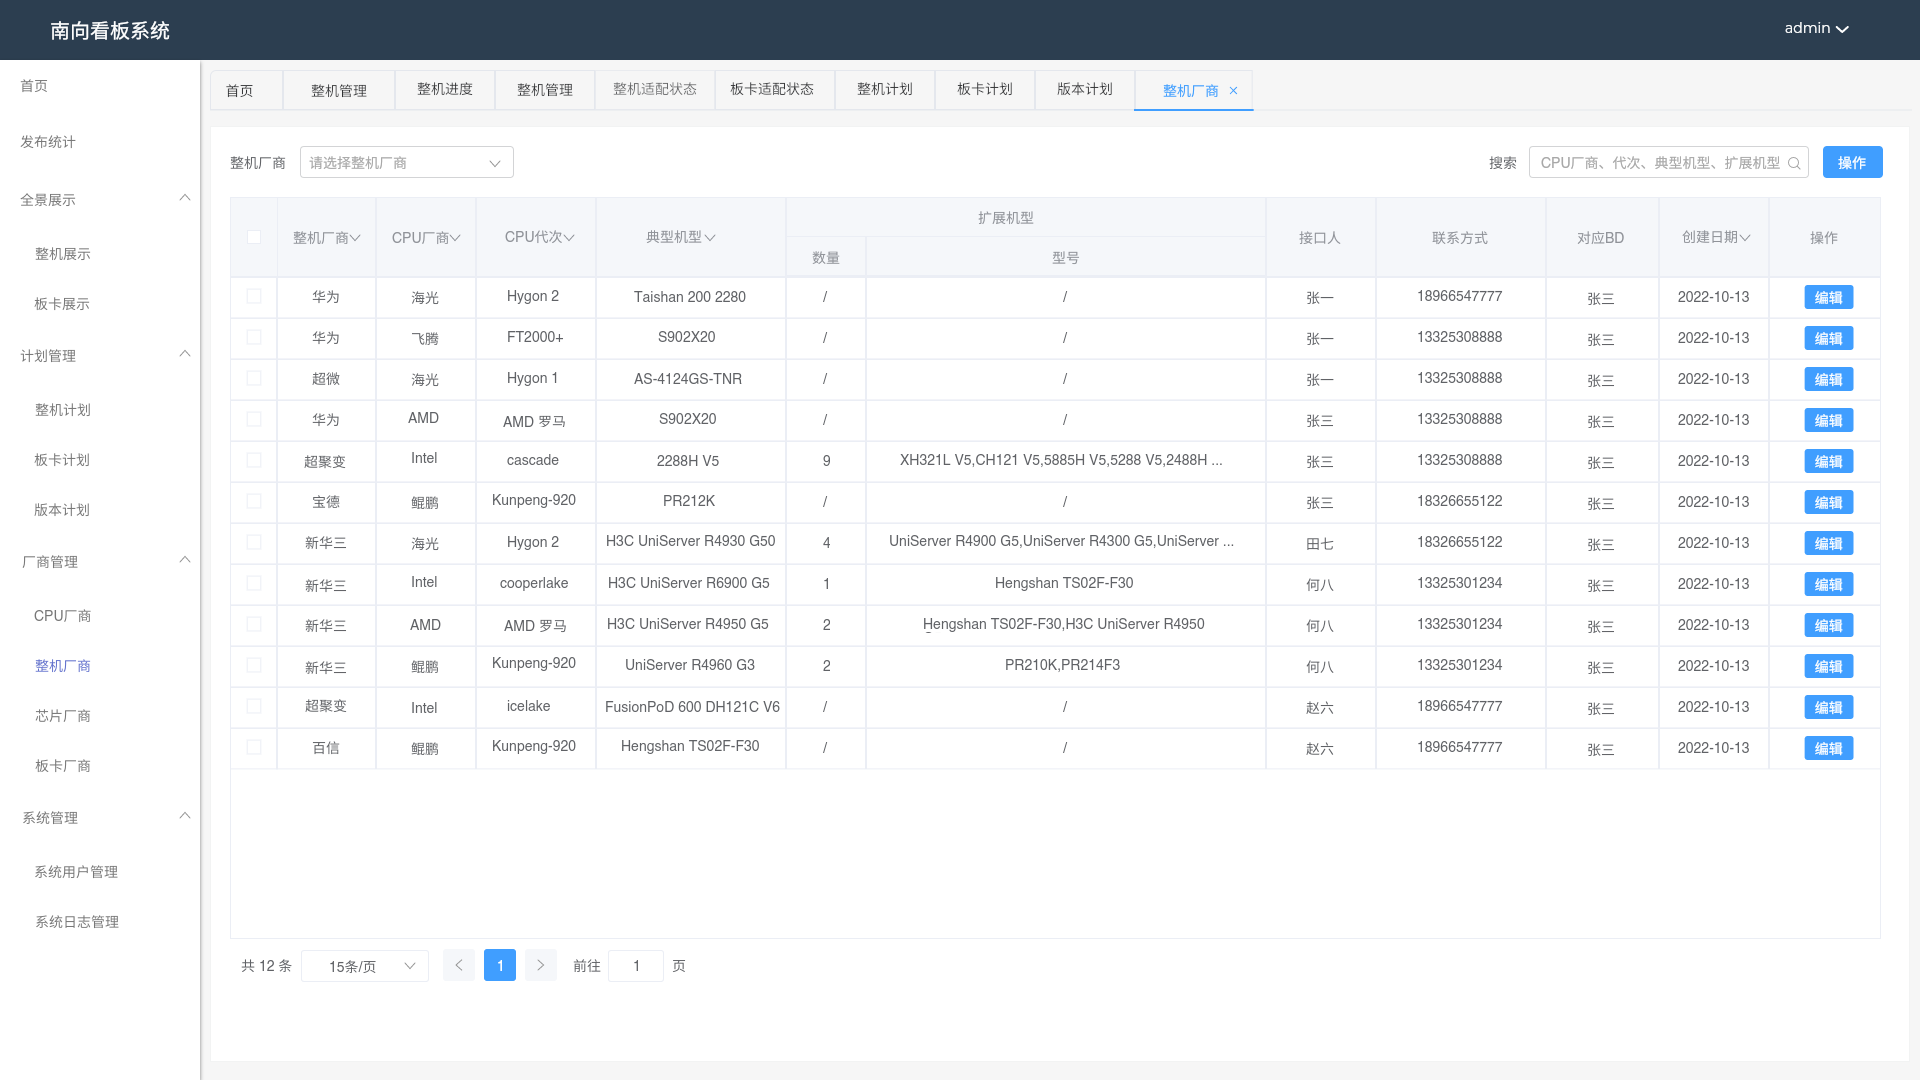 南向看板系统
admin
首页
发布统计
全景展示
整机展示
板卡展示
计划管理
整机计划
板卡计划
版本计划
厂商管理
CPU厂商
整机厂商
芯片厂商
板卡厂商
系统管理
系统用户管理
系统日志管理
首页 整机管理 整机进度 整机管理 整机适配状态 板卡适配状态 整机计划 板卡计划 版本计划 整机厂商 ×
整机厂商 请选择整机厂商 搜索 CPU厂商、代次、典型机型、扩展机型 操作
整机厂商 CPU厂商 CPU代次 典型机型 扩展机型 接口人 联系方式 对应BD 创建日期 操作
数量 型号
华为 海光 Hygon 2 Taishan 200 2280 / / 张一 18966547777 张三 2022-10-13 编辑
华为 飞腾 FT2000+ S902X20 / / 张一 13325308888 张三 2022-10-13 编辑
超微 海光 Hygon 1 AS-4124GS-TNR / / 张一 13325308888 张三 2022-10-13 编辑
华为 AMD AMD 罗马 S902X20 / / 张三 13325308888 张三 2022-10-13 编辑
超聚变 Intel cascade 2288H V5 9 XH321L V5,CH121 V5,5885H V5,5288 V5,2488H ... 张三 13325308888 张三 2022-10-13 编辑
宝德 鲲鹏 Kunpeng-920 PR212K / / 张三 18326655122 张三 2022-10-13 编辑
新华三 海光 Hygon 2 H3C UniServer R4930 G50 4 UniServer R4900 G5,UniServer R4300 G5,UniServer ... 田七 18326655122 张三 2022-10-13 编辑
新华三 Intel cooperlake H3C UniServer R6900 G5 1 Hengshan TS02F-F30 何八 13325301234 张三 2022-10-13 编辑
新华三 AMD AMD 罗马 H3C UniServer R4950 G5 2 Hengshan TS02F-F30,H3C UniServer R4950 何八 13325301234 张三 2022-10-13 编辑
新华三 鲲鹏 Kunpeng-920 UniServer R4960 G3 2 PR210K,PR214F3 何八 13325301234 张三 2022-10-13 编辑
超聚变 Intel icelake FusionPoD 600 DH121C V6 / / 赵六 18966547777 张三 2022-10-13 编辑
百信 鲲鹏 Kunpeng-920 Hengshan TS02F-F30 / / 赵六 18966547777 张三 2022-10-13 编辑
共 12 条 15条/页 1 前往 1 页